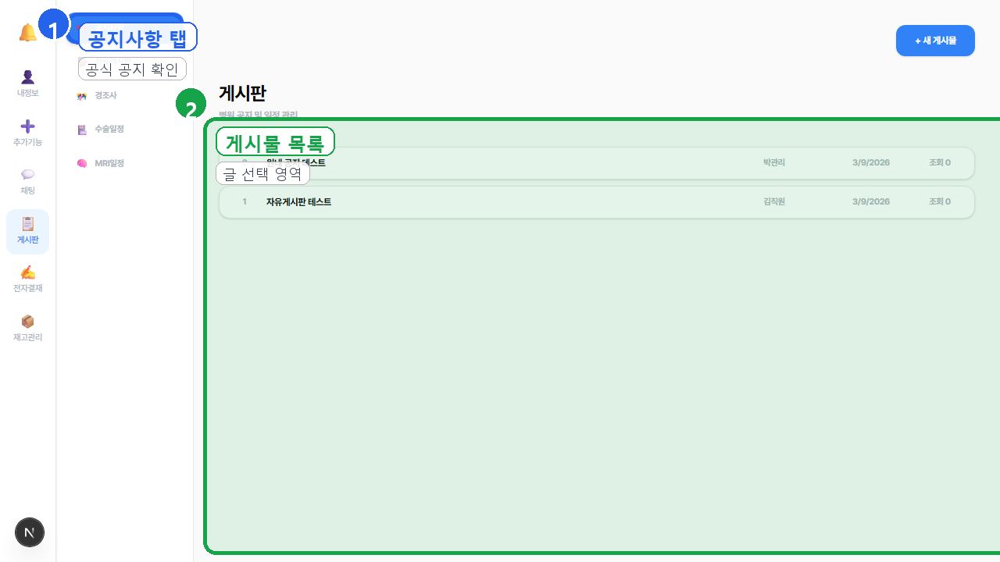 1
공지사항 탭
공식 공지 확인
내정보
추가기능
채팅
게시판
전자결재
재고관리
N
경조사
수술일정
MRI일정
+ 새 게시물
2
게시판
병원 공지 및 일정 관리
게시물 목록
글 선택 영역
원내 공지 테스트 박관리 3/9/2026 조회 0
1 자유게시판 테스트 김직원 3/9/2026 조회 0